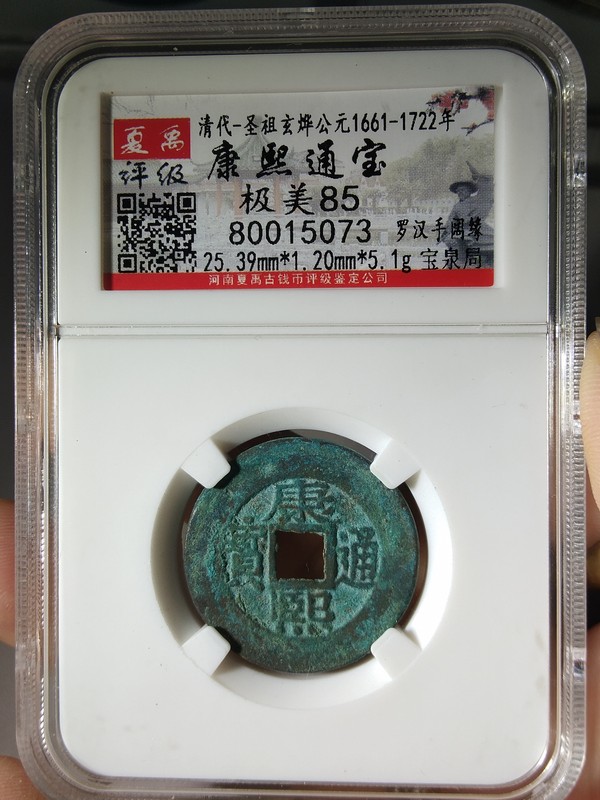 清代-圣祖玄烨公元1661-1722年
夏禹
评级
康熙通宝
极美85
80015073 罗汉手阔缘
25.39mm*1.20mm*5.1g 宝泉局
河南夏禹古钱币评级鉴定公司
康
寳 通
熙